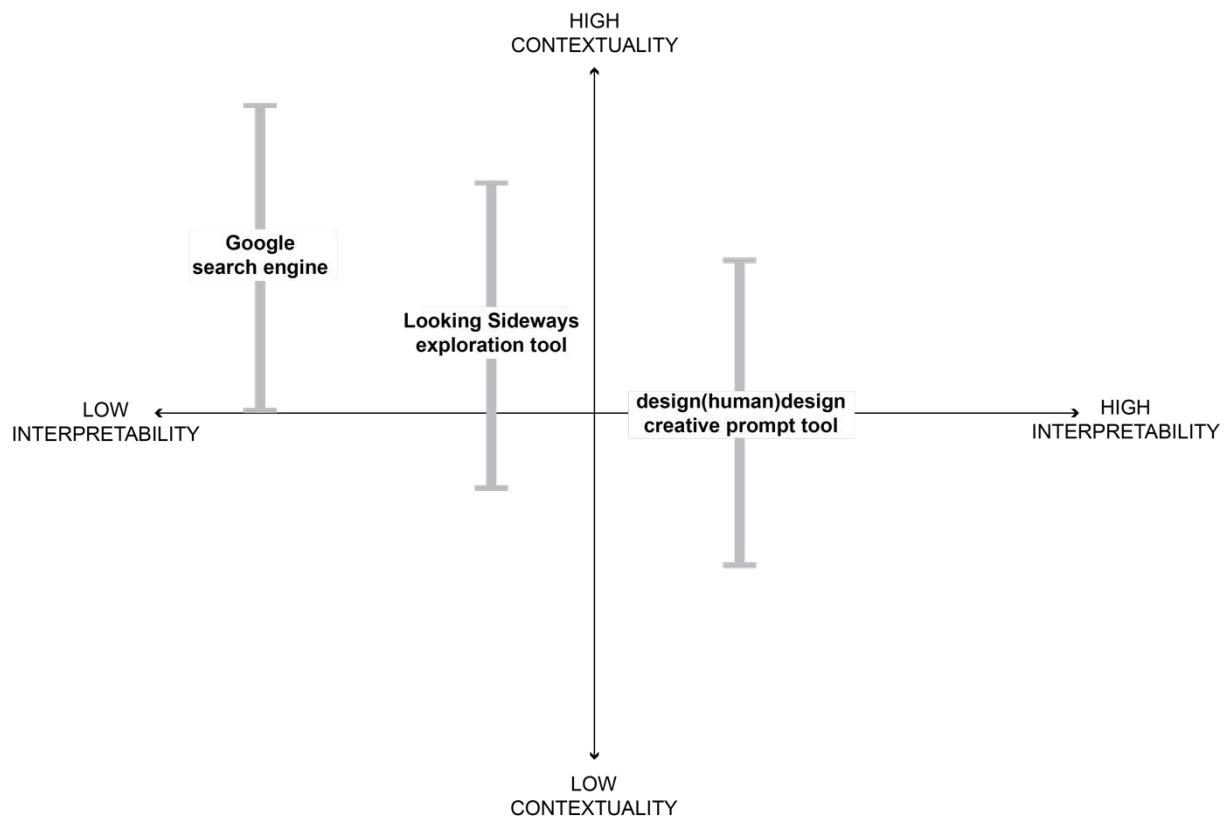 HIGH
CONTEXTUALITY
Google
search engine
Looking Sideways
exploration tool
LOW
INTERPRETABILITY
design(human)design
creative prompt tool
HIGH
INTERPRETABILITY
LOW
CONTEXTUALITY